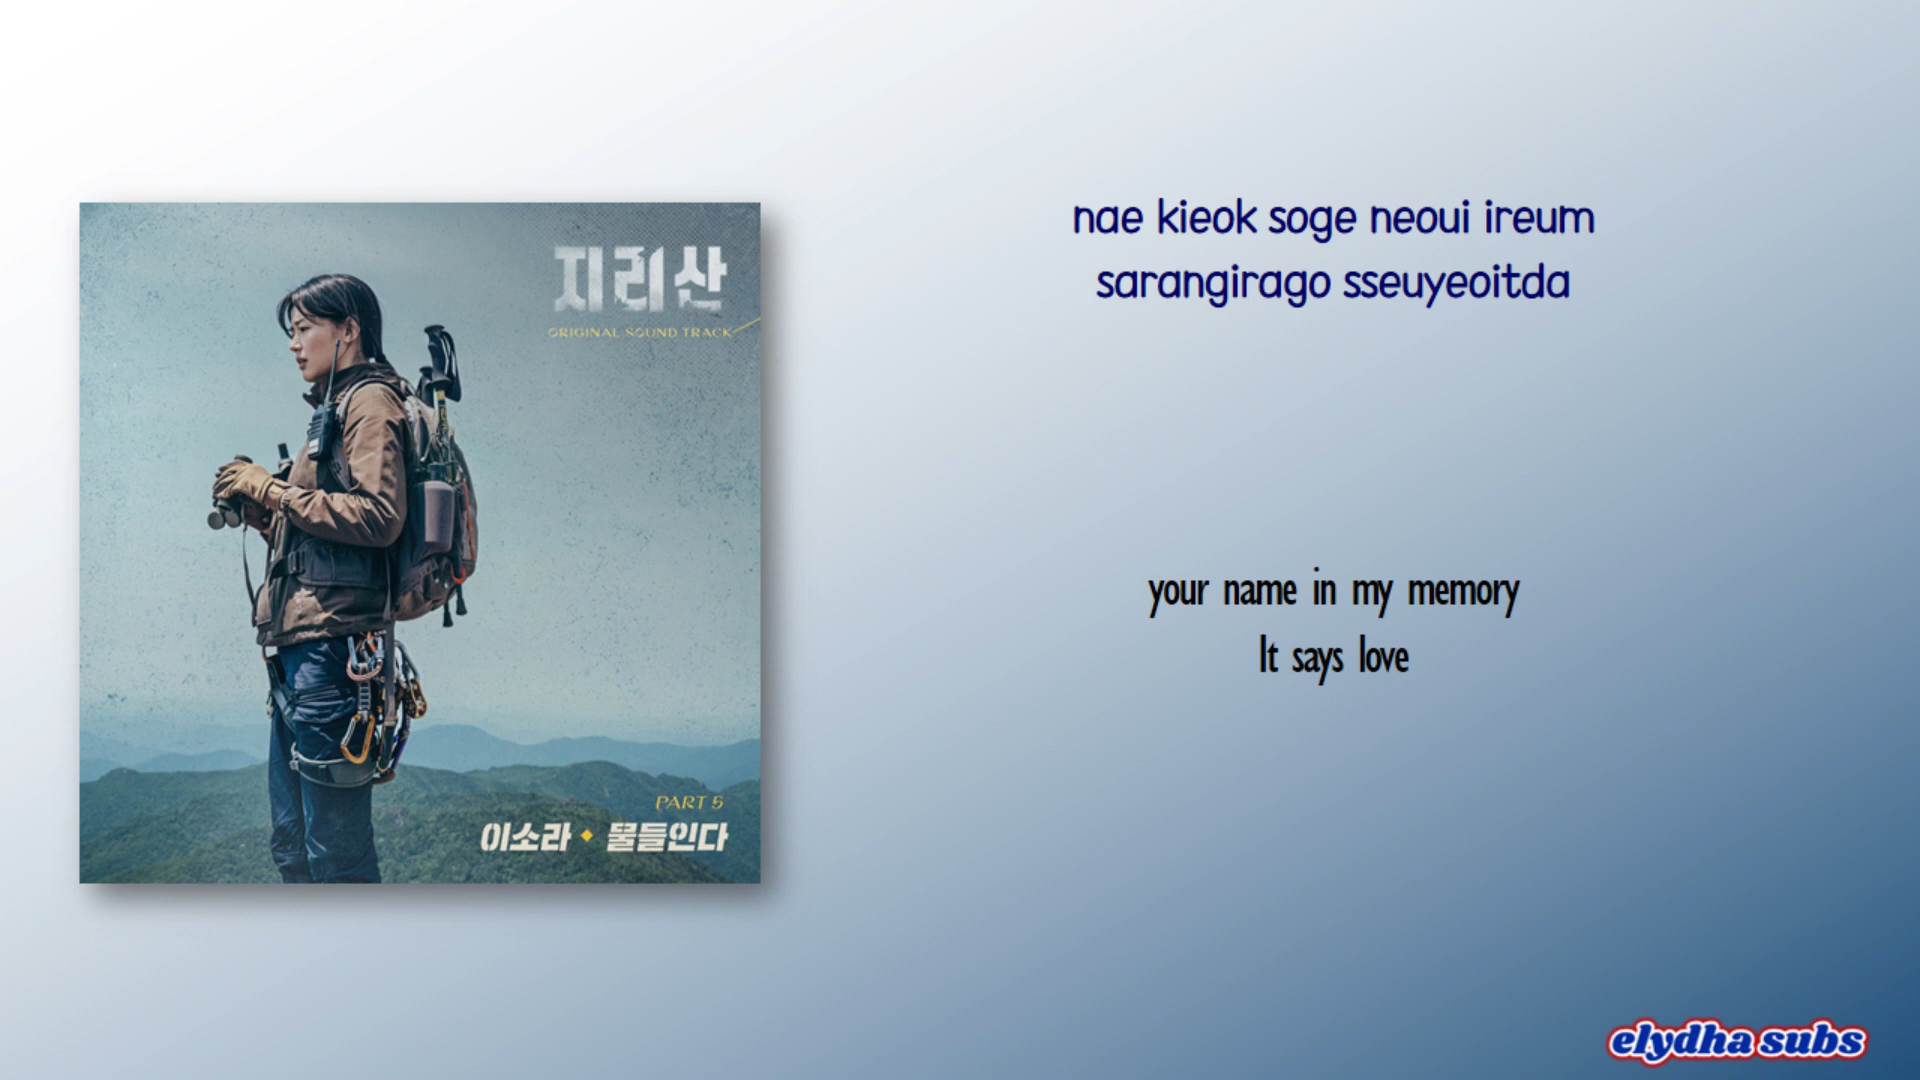 지리산
ORIGINAL SOUND TRACK
PART 5
이소라 물들인다
nae kieok soge neoui ireum
sarangirago sseuyeoitda
your name in my memory
It says love
elydha subs